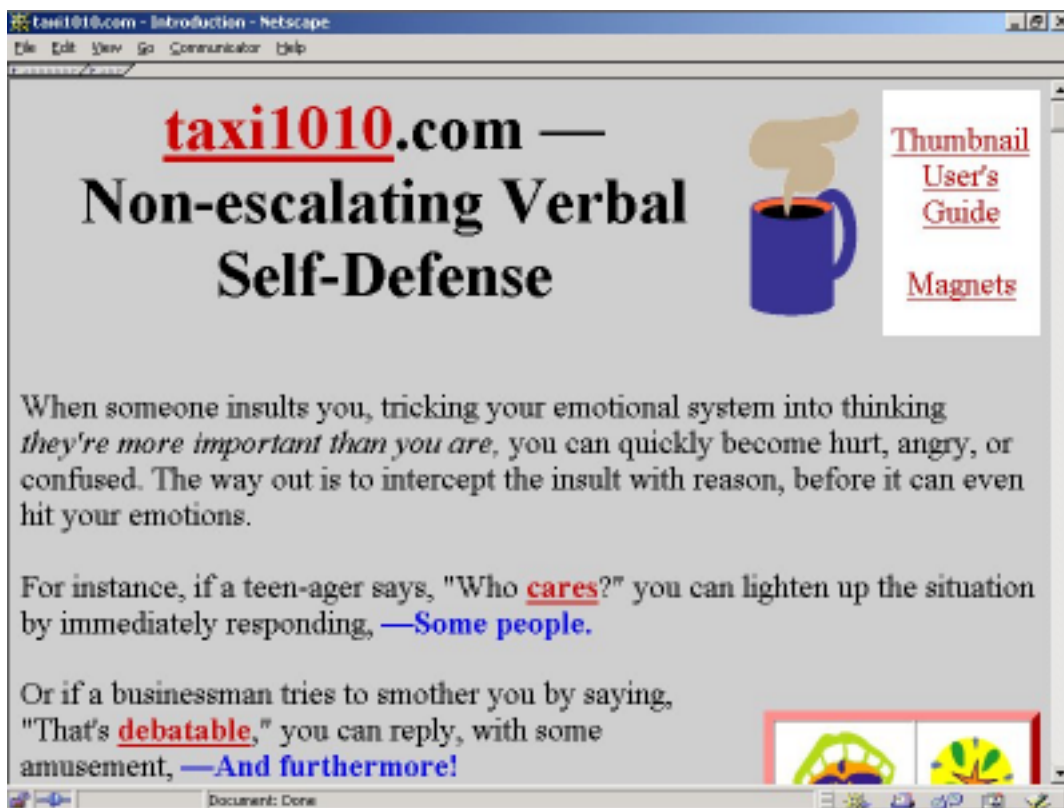 taxi1010.com - Introduction - Netscape
File Edit View Go Communicator Help
taxi1010.com —
Non-escalating Verbal
Self-Defense
Thumbnail
User's
Guide
Magnets
When someone insults you, tricking your emotional system into thinking
they're more important than you are, you can quickly become hurt, angry, or
confused. The way out is to intercept the insult with reason, before it can even
hit your emotions.
For instance, if a teen-ager says, "Who cares?" you can lighten up the situation
by immediately responding, —Some people.
Or if a businessman tries to smother you by saying,
"That's debatable," you can reply, with some
amusement, —And furthermore!
Document: Done